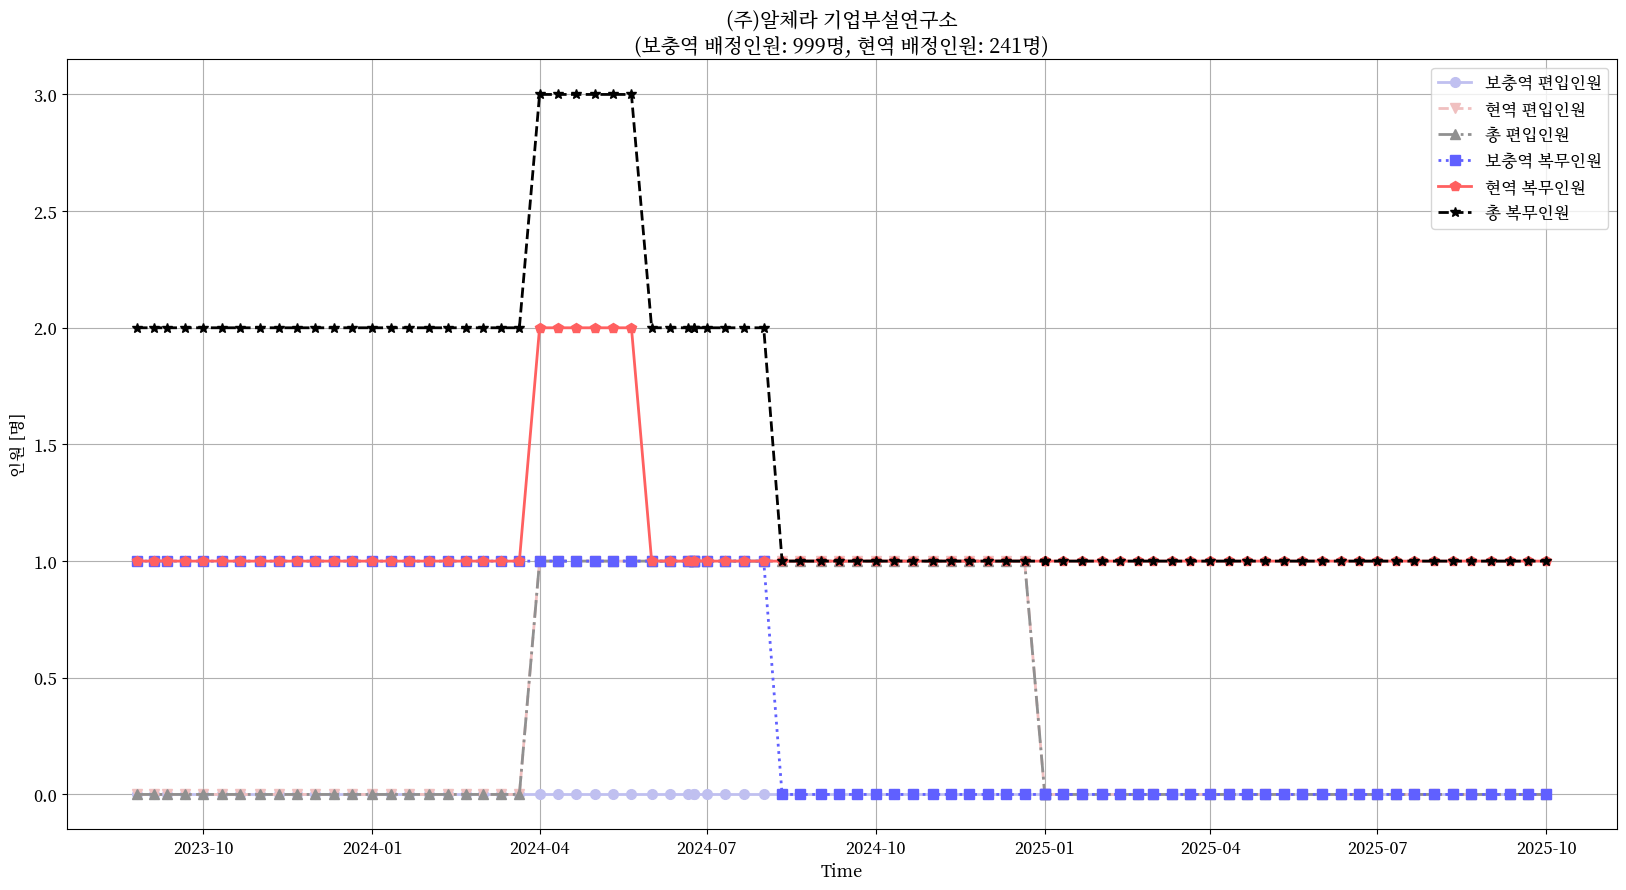 (주)알체라 기업부설연구소
(보충역 배정인원: 999명, 현역 배정인원: 241명)
보충역 편입인원
현역 편입인원
총 편입인원
보충역 복무인원
현역 복무인원
총 복무인원
인원 [명]
3.0
2.5
2.0
1.5
1.0
0.5
0.0
2023-10 2024-01 2024-04 2024-07 2024-10 2025-01 2025-04 2025-07 2025-10
Time